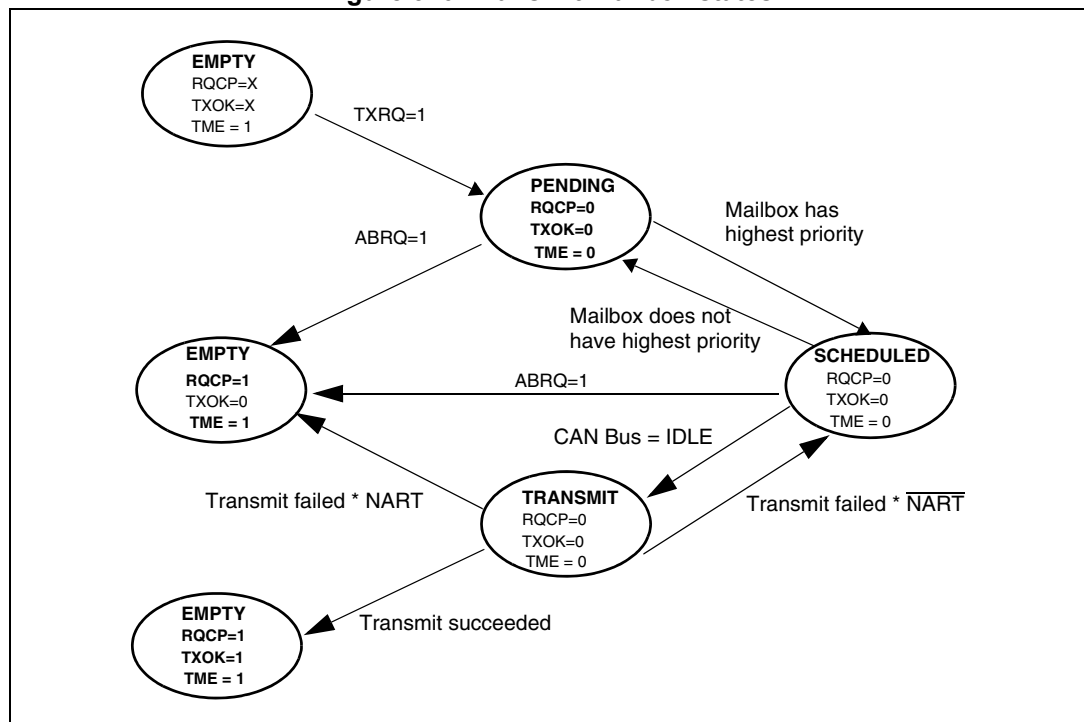 EMPTY
RQCP=X
TXOK=X
TME = 1
TXRQ=1
PENDING
RQCP=0
TXOK=0
TME = 0
Mailbox has
highest priority
ABRQ=1
Mailbox does not
have highest priority
EMPTY
RQCP=1
TXOK=0
TME = 1
SCHEDULED
RQCP=0
TXOK=0
TME = 0
ABRQ=1
CAN Bus = IDLE
Transmit failed * NART
TRANSMIT
RQCP=0
TXOK=0
TME = 0
Transmit failed * N̅A̅R̅T̅
EMPTY
RQCP=1
TXOK=1
TME = 1
Transmit succeeded